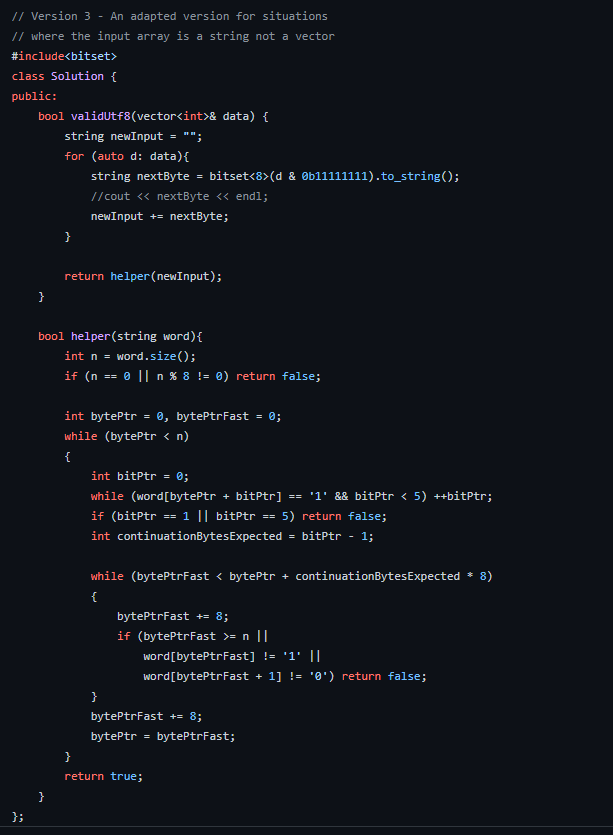 // Version 3 - An adapted version for situations
// where the input array is a string not a vector
#include<bitset>
class Solution {
public:
    bool validUtf8(vector<int>& data) {
        string newInput = "";
        for (auto d: data){
            string nextByte = bitset<8>(d & 0b11111111).to_string();
            //cout << nextByte << endl;
            newInput += nextByte;
        }

        return helper(newInput);
    }

    bool helper(string word){
        int n = word.size();
        if (n == 0 || n % 8 != 0) return false;

        int bytePtr = 0, bytePtrFast = 0;
        while (bytePtr < n)
        {
            int bitPtr = 0;
            while (word[bytePtr + bitPtr] == '1' && bitPtr < 5) ++bitPtr;
            if (bitPtr == 1 || bitPtr == 5) return false;
            int continuationBytesExpected = bitPtr - 1;

            while (bytePtrFast < bytePtr + continuationBytesExpected * 8)
            {
                bytePtrFast += 8;
                if (bytePtrFast >= n ||
                    word[bytePtrFast] != '1' ||
                    word[bytePtrFast + 1] != '0') return false;
            }
            bytePtrFast += 8;
            bytePtr = bytePtrFast;
        }
        return true;
    }
};